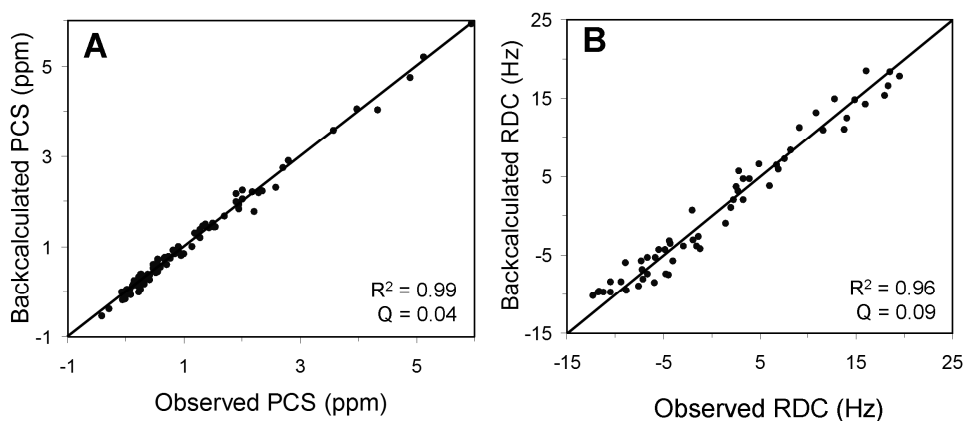 A
Backcalculated PCS (ppm)
5
3
1
-1
-1
1
3
5
R² = 0.99
Q = 0.04
Observed PCS (ppm)
B
Backcalculated RDC (Hz)
25
15
5
-5
-15
-15
-5
5
15
25
R² = 0.96
Q = 0.09
Observed RDC (Hz)